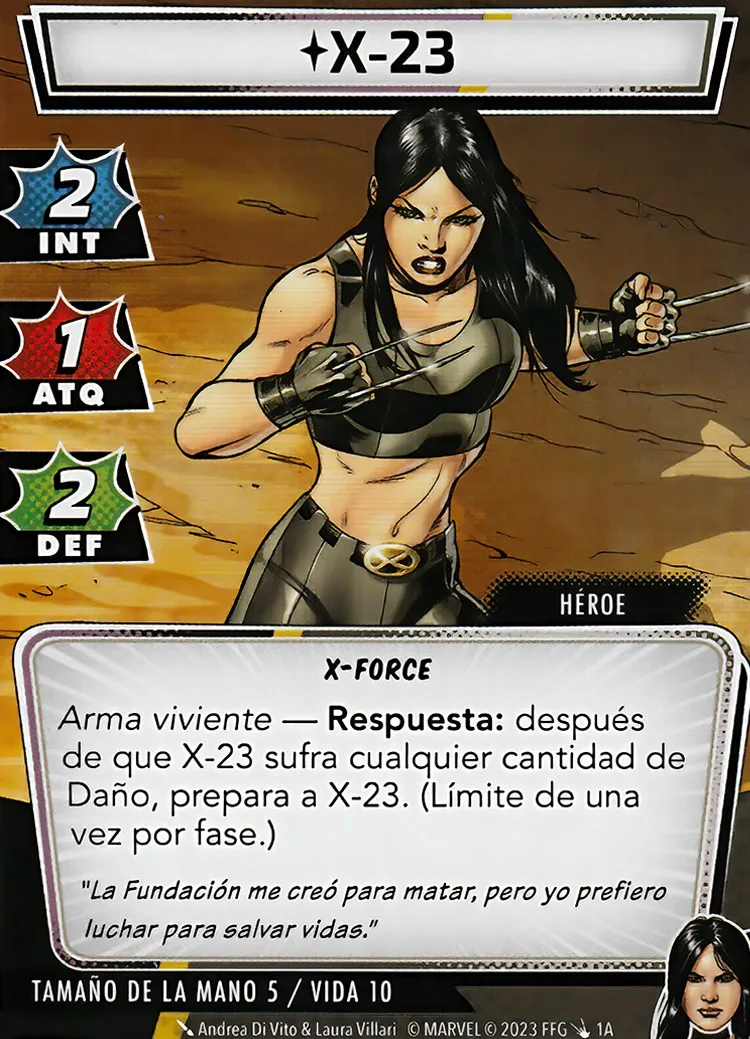 X-23
2
INT
1
ATQ
2
DEF
HÉROE
X-FORCE
Arma viviente — Respuesta: después
de que X-23 sufra cualquier cantidad de
Daño, prepara a X-23. (Límite de una
vez por fase.)
"La Fundación me creó para matar, pero yo prefiero
luchar para salvar vidas."
TAMAÑO DE LA MANO 5 / VIDA 10
Andrea Di Vito & Laura Villari © MARVEL © 2023 FFG 1A